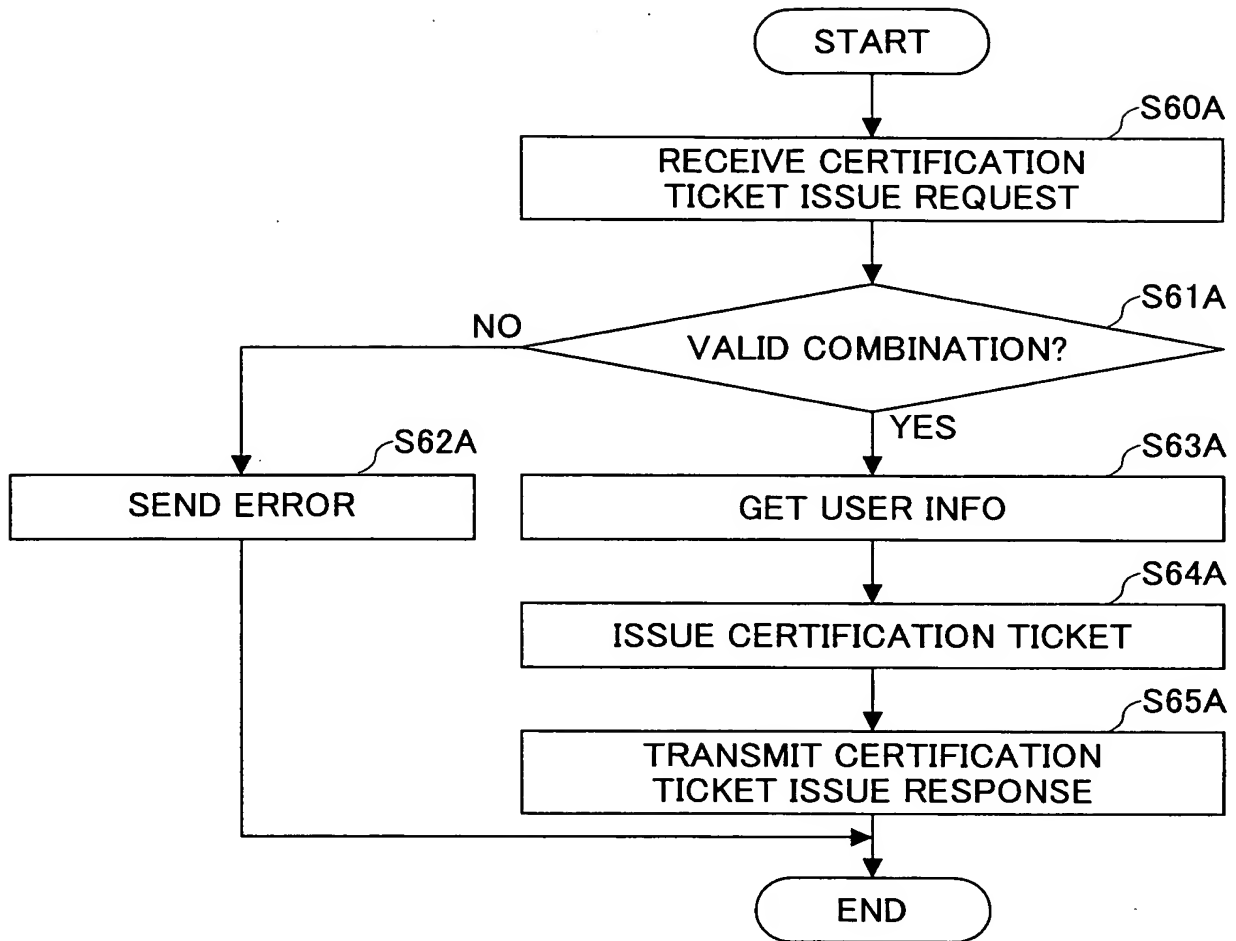 START
S60A
RECEIVE CERTIFICATION
TICKET ISSUE REQUEST
S61A
NO
VALID COMBINATION?
YES
S62A
SEND ERROR
S63A
GET USER INFO
S64A
ISSUE CERTIFICATION TICKET
S65A
TRANSMIT CERTIFICATION
TICKET ISSUE RESPONSE
END